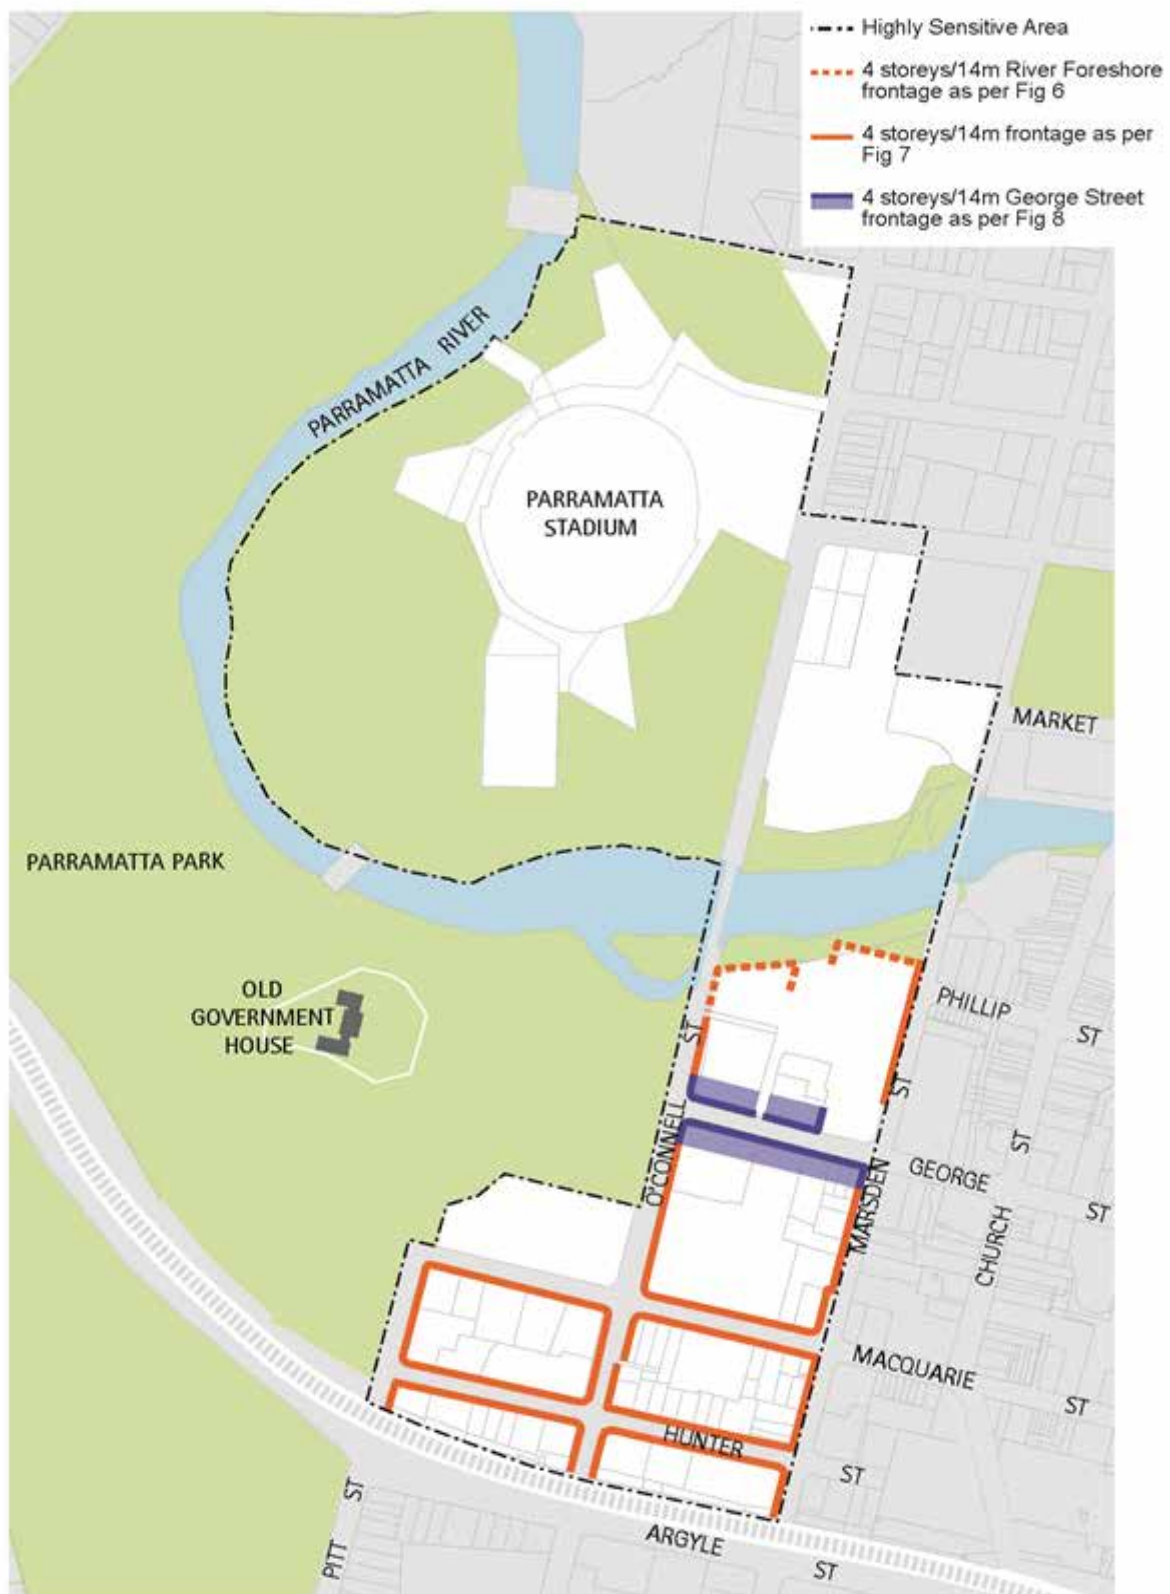 Highly Sensitive Area
4 storeys/14m River Foreshore
frontage as per Fig 6
4 storeys/14m frontage as per
Fig 7
4 storeys/14m George Street
frontage as per Fig 8
PARRAMATTA RIVER
PARRAMATTA
STADIUM
MARKET
PARRAMATTA PARK
OLD
GOVERNMENT
HOUSE
PHILLIP
ST
ST
ST
O'CONNELL
ST
MARSDEN
GEORGE
ST
CHURCH
MACQUARIE
ST
HUNTER
ST
ST
PITT
ARGYLE
ST